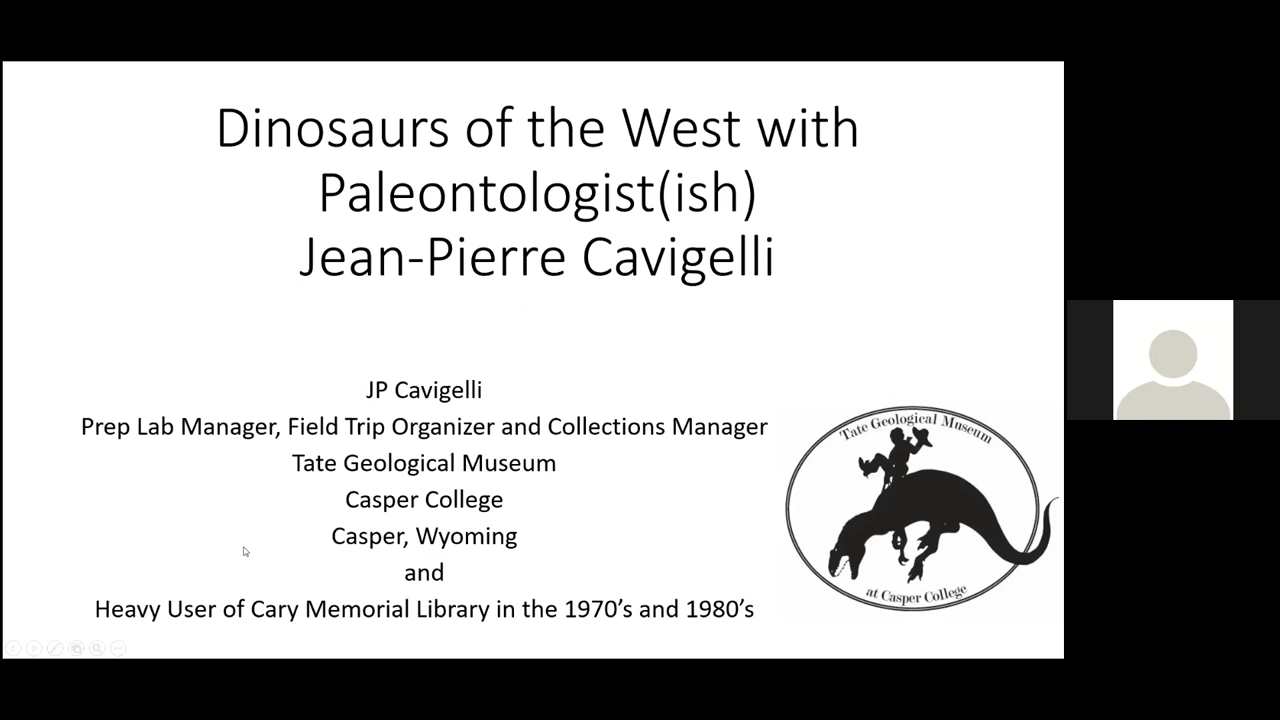 Dinosaurs of the West with
Paleontologist(ish)
Jean-Pierre Cavigelli
JP Cavigelli
Prep Lab Manager, Field Trip Organizer and Collections Manager
Tate Geological Museum
Casper College
Casper, Wyoming
and
Heavy User of Cary Memorial Library in the 1970’s and 1980’s
Tate Geological Museum
at Casper College